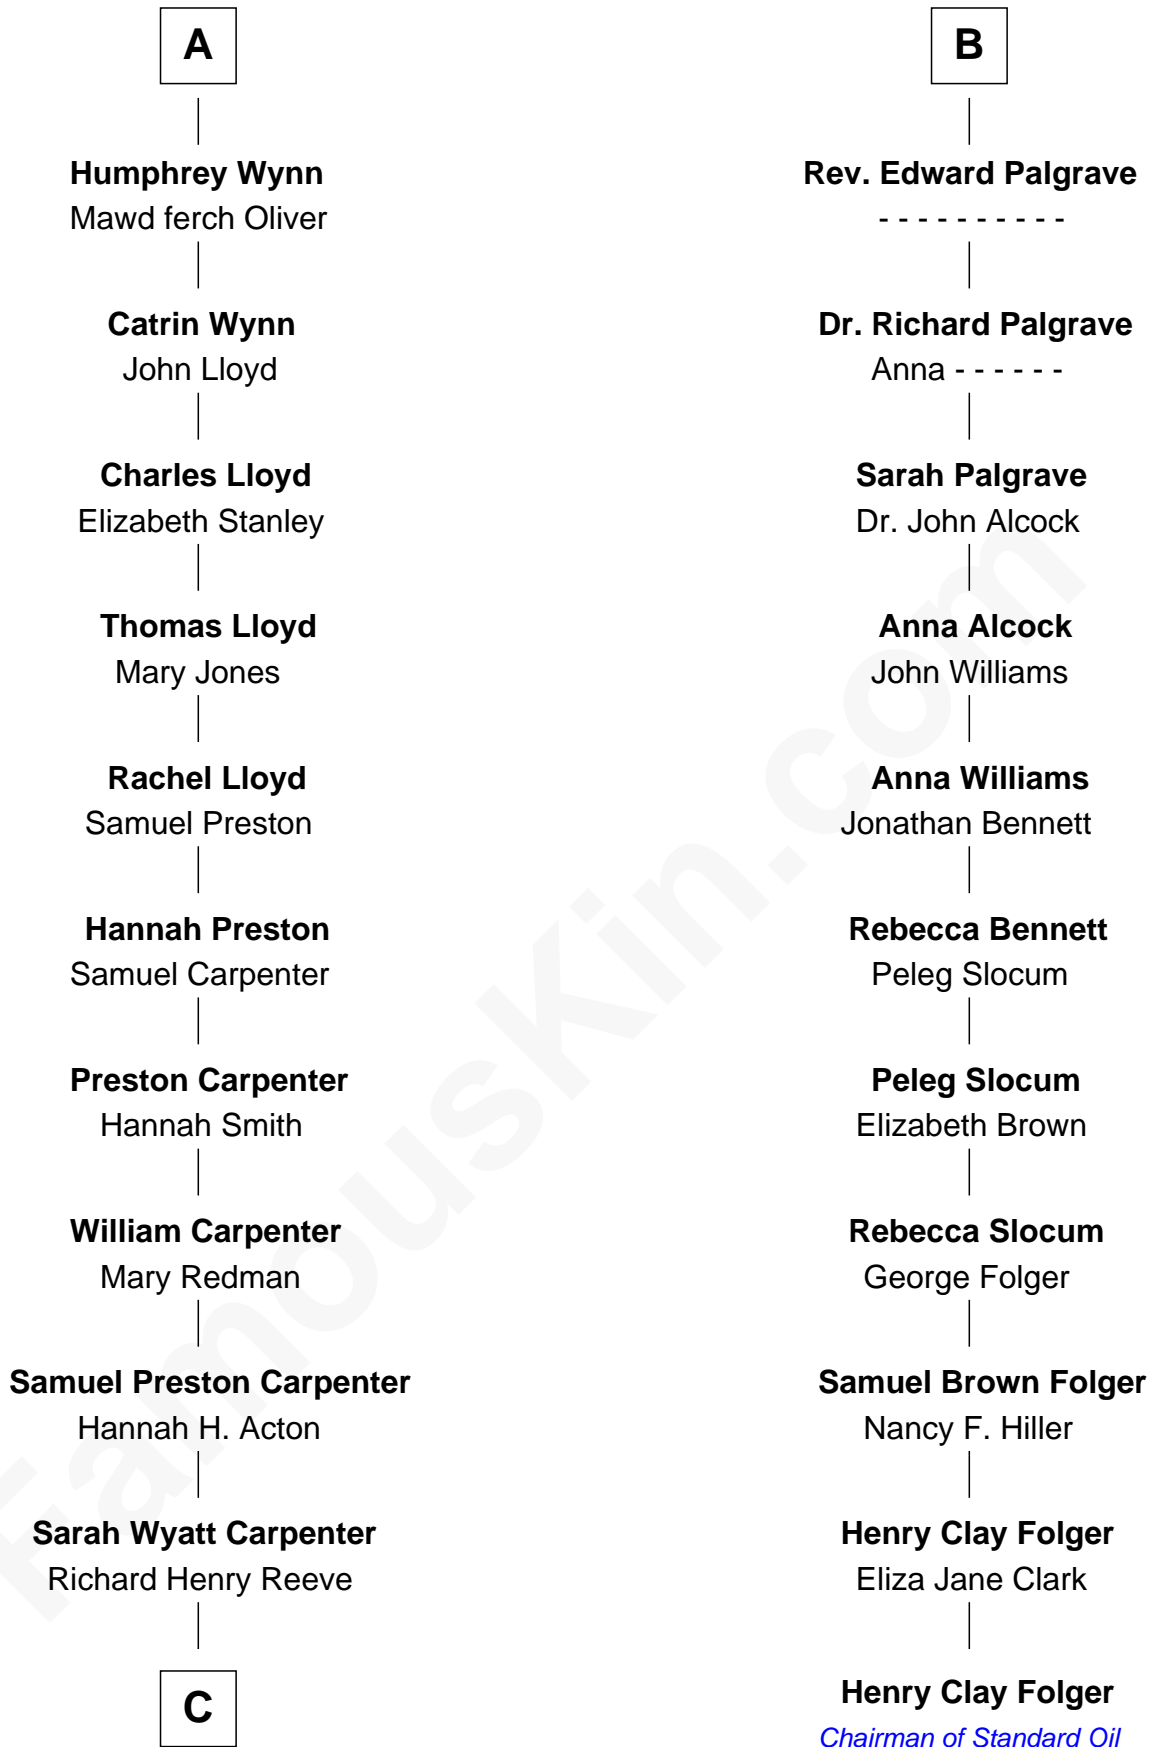 A
Humphrey Wynn
Mawd ferch Oliver
Catrin Wynn
John Lloyd
Charles Lloyd
Elizabeth Stanley
Thomas Lloyd
Mary Jones
Rachel Lloyd
Samuel Preston
Hannah Preston
Samuel Carpenter
Preston Carpenter
Hannah Smith
William Carpenter
Mary Redman
Samuel Preston Carpenter
Hannah H. Acton
Sarah Wyatt Carpenter
Richard Henry Reeve
C
B
Rev. Edward Palgrave
- - - - - - - - - -
Dr. Richard Palgrave
Anna - - - - - -
Sarah Palgrave
Dr. John Alcock
Anna Alcock
John Williams
Anna Williams
Jonathan Bennett
Rebecca Bennett
Peleg Slocum
Peleg Slocum
Elizabeth Brown
Rebecca Slocum
George Folger
Samuel Brown Folger
Nancy F. Hiller
Henry Clay Folger
Eliza Jane Clark
Henry Clay Folger
Chairman of Standard Oil
FamousKin.com